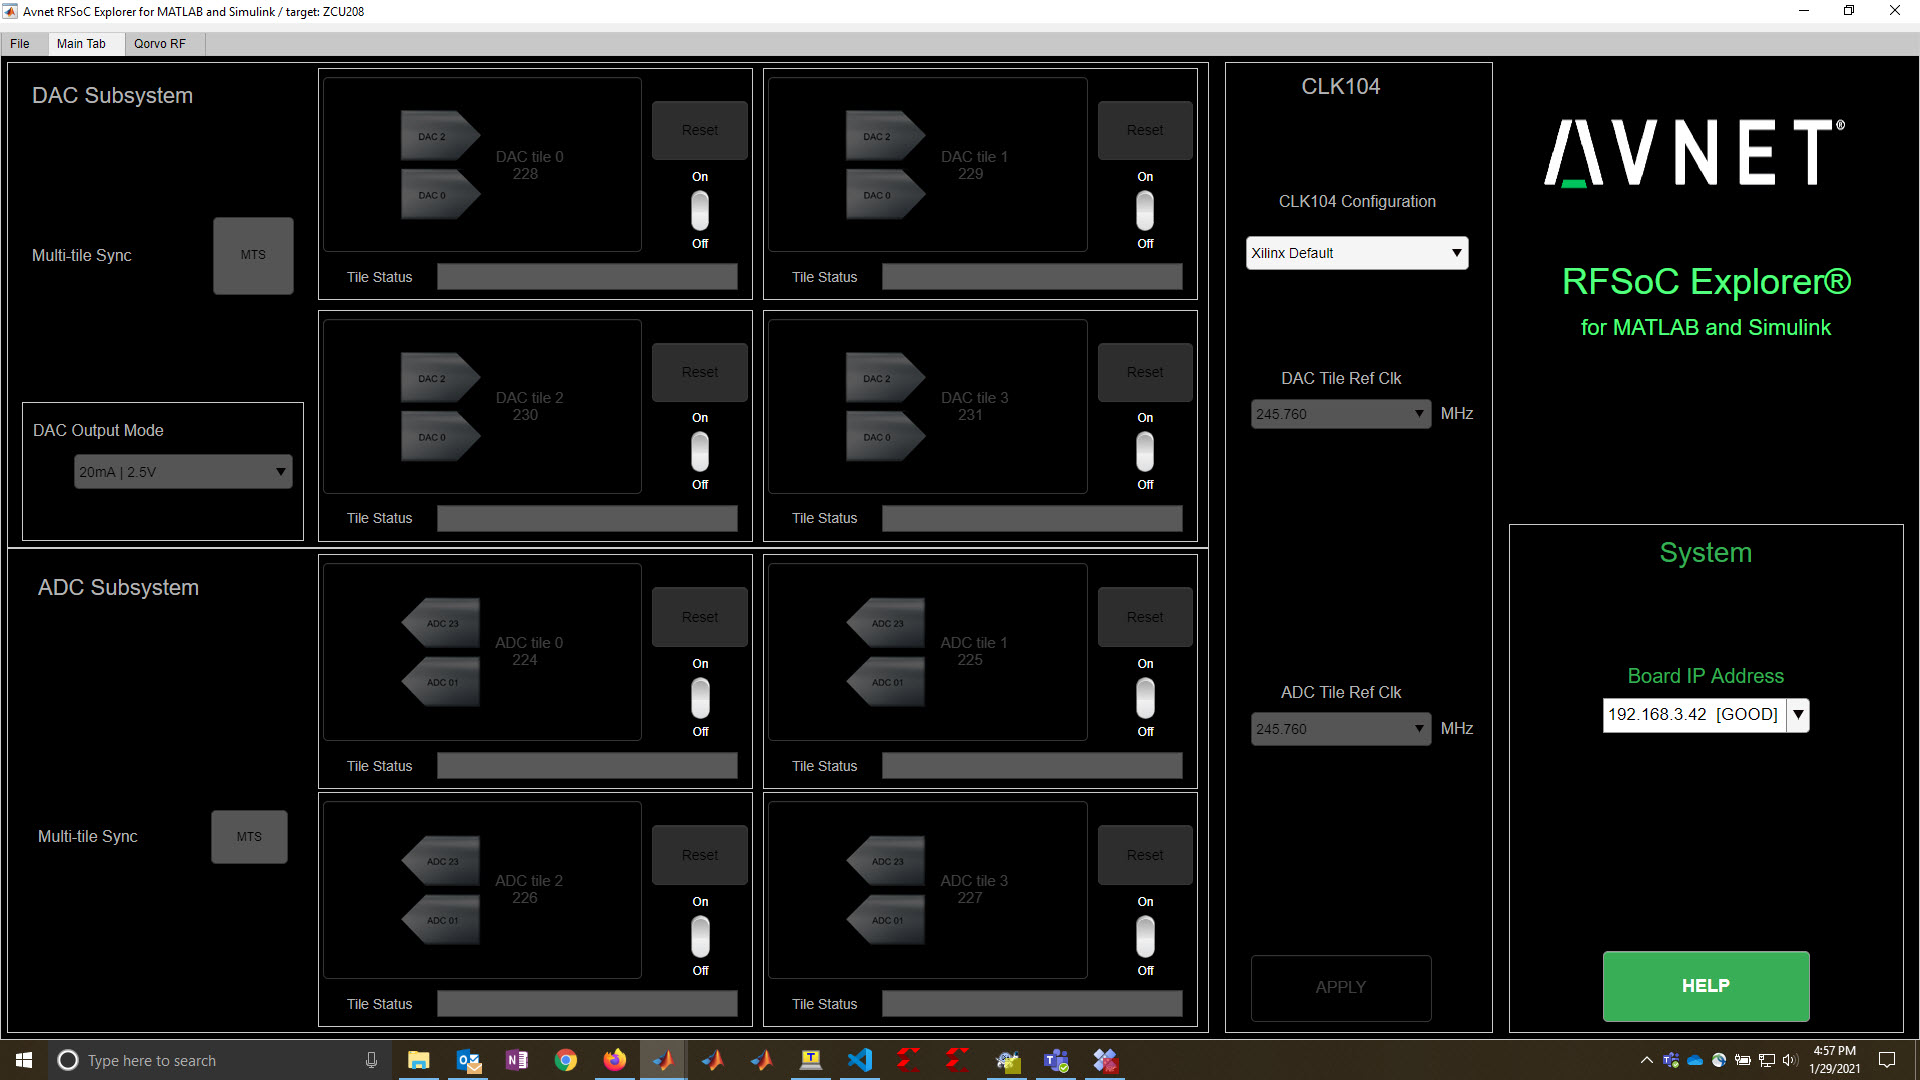 Avnet RFSoC Explorer for MATLAB and Simulink / target: ZCU208
File
Main Tab
Qorvo RF
DAC Subsystem
Multi-tile Sync
MTS
DAC Output Mode
20mA | 2.5V
DAC 2
DAC 0
DAC tile 0
228
Reset
On
Off
Tile Status
DAC 2
DAC 0
DAC tile 1
229
Reset
On
Off
Tile Status
DAC 2
DAC 0
DAC tile 2
230
Reset
On
Off
Tile Status
DAC 2
DAC 0
DAC tile 3
231
Reset
On
Off
Tile Status
ADC Subsystem
Multi-tile Sync
MTS
ADC 23
ADC 01
ADC tile 0
224
Reset
On
Off
Tile Status
ADC 23
ADC 01
ADC tile 1
225
Reset
On
Off
Tile Status
ADC 23
ADC 01
ADC tile 2
226
Reset
On
Off
Tile Status
ADC 23
ADC 01
ADC tile 3
227
Reset
On
Off
Tile Status
CLK104
CLK104 Configuration
Xilinx Default
DAC Tile Ref Clk
245.760
MHz
ADC Tile Ref Clk
245.760
MHz
APPLY
AVNET®
RFSoC Explorer®
for MATLAB and Simulink
System
Board IP Address
192.168.3.42 [GOOD]
HELP
Type here to search
4:57 PM
1/29/2021